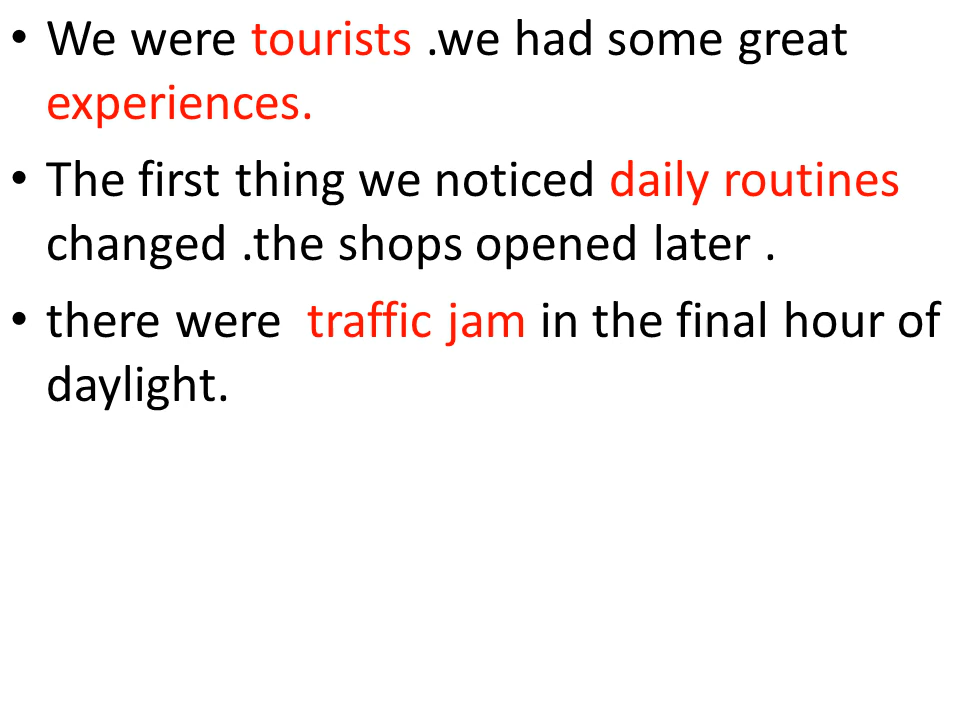 • We were tourists .we had some great
experiences.
• The first thing we noticed daily routines
changed .the shops opened later .
• there were  traffic jam in the final hour of
daylight.